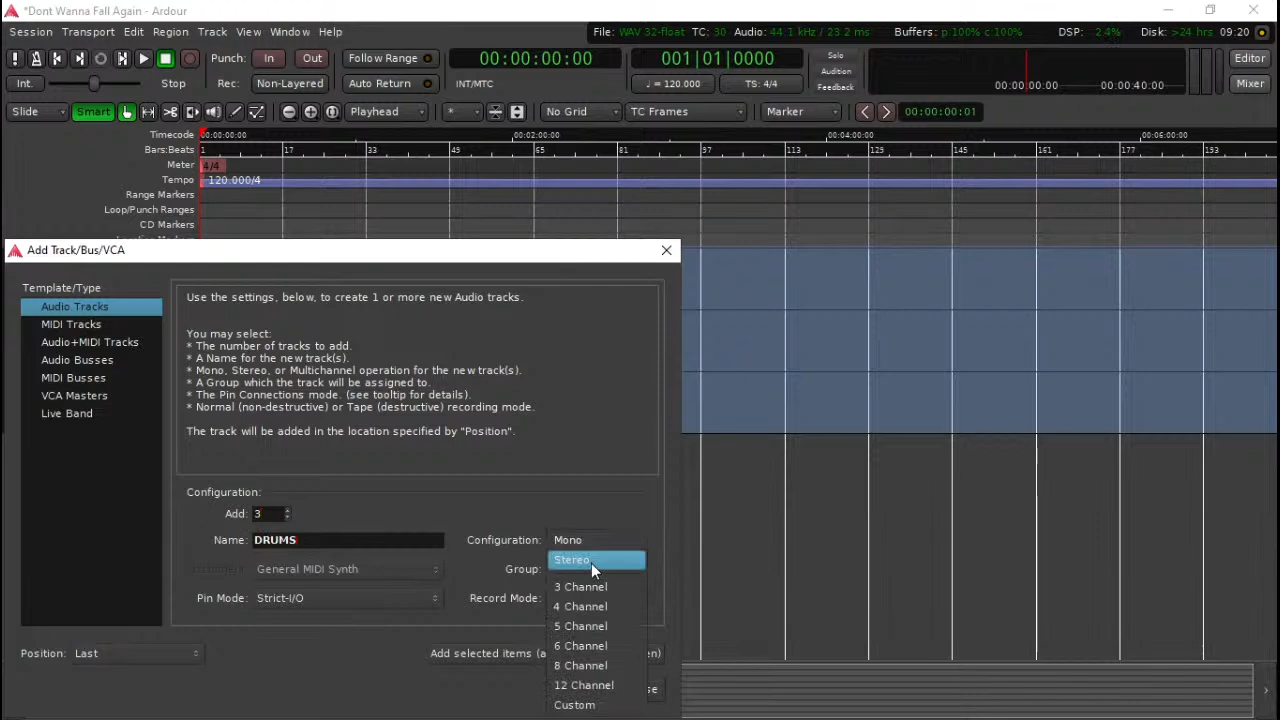 *Dont Wanna Fall Again - Ardour
Session Transport Edit Region Track View Window Help
File: WAV 32-float TC: 30 Audio: 44.1 kHz / 23.2 ms Buffers: p:100% c:100% DSP: 2.4% Disk: >24 hrs 09:20
Punch: In Out Follow Range 00:00:00:00 001|01|0000 Solo Audition Feedback 00:00:00:00 00:00:40:00 Editor
Int. Stop Rec: Non-Layered Auto Return INT/MTC ♩ = 120.000 TS: 4/4 Mixer
Slide Smart Playhead * No Grid TC Frames Marker 00:00:00:01
Timecode 00:00:00:00 00:02:00:00 00:04:00:00 00:06:00:00
Bars:Beats 1 17 33 49 65 81 97 113 129 145 161 177 193
Meter 4/4
Tempo 120.000/4
Range Markers
Loop/Punch Ranges
CD Markers
Add Track/Bus/VCA
Template/Type
Audio Tracks
MIDI Tracks
Audio+MIDI Tracks
Audio Busses
MIDI Busses
VCA Masters
Live Band
Use the settings, below, to create 1 or more new Audio tracks.
You may select:
* The number of tracks to add.
* A Name for the new track(s).
* Mono, Stereo, or Multichannel operation for the new track(s).
* A Group which the track will be assigned to.
* The Pin Connections mode. (see tooltip for details).
* Normal (non-destructive) or Tape (destructive) recording mode.
The track will be added in the location specified by "Position".
Configuration:
Add: 3
Name: DRUMS Configuration: Mono
Stereo
General MIDI Synth Group:
3 Channel
Pin Mode: Strict-I/O Record Mode:
4 Channel
5 Channel
6 Channel
8 Channel
12 Channel
Custom
Position: Last Add selected items (a en)
se